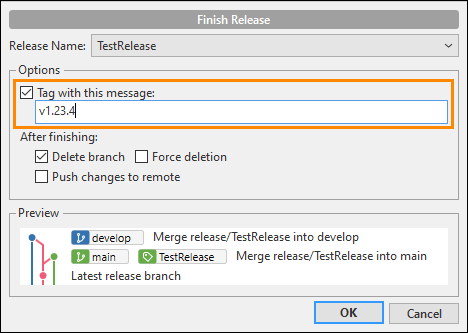 Finish Release
Release Name: TestRelease
Options
Tag with this message:
v1.23.4
After finishing:
Delete branch Force deletion
Push changes to remote
Preview
develop Merge release/TestRelease into develop
main TestRelease Merge release/TestRelease into main
Latest release branch
OK Cancel